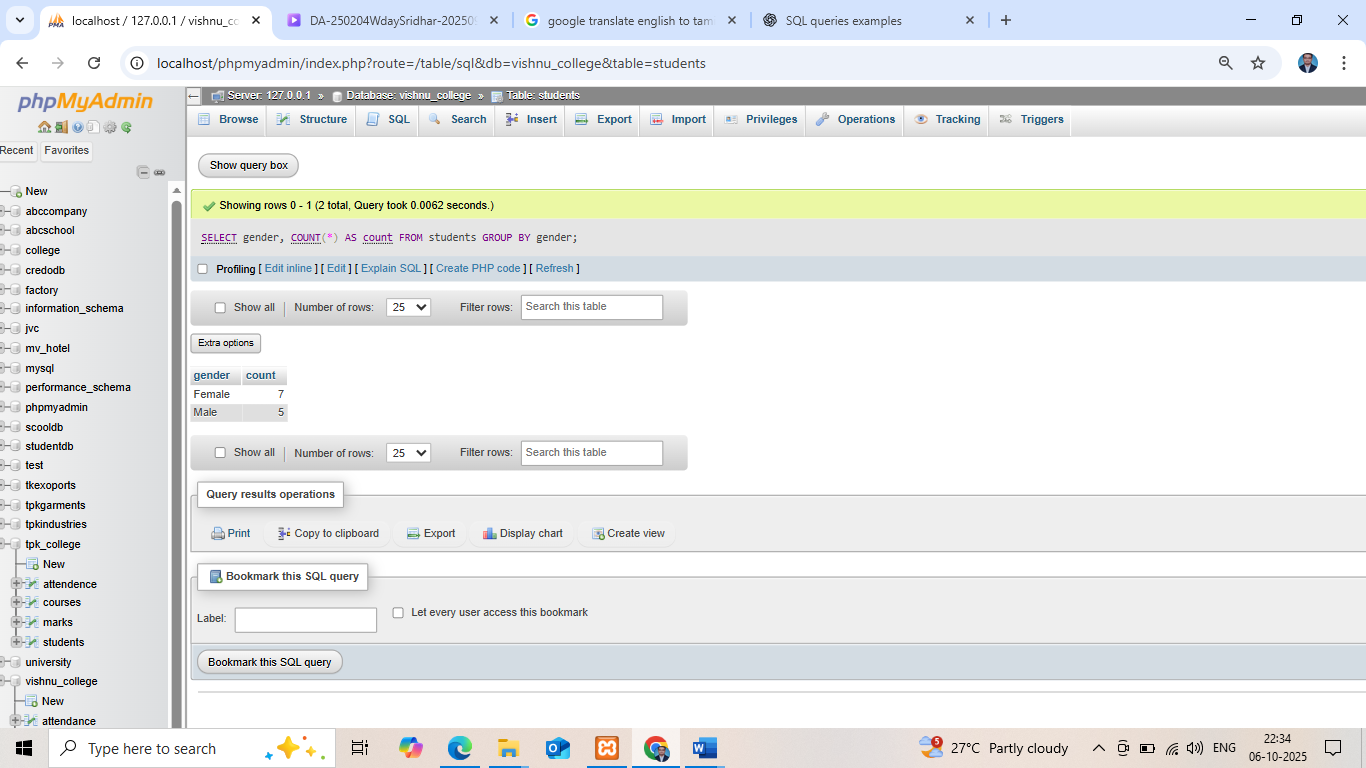 localhost / 127.0.0.1 / vishnu_co
DA-250204WdaySridhar-202509
google translate english to tami
SQL queries examples
localhost/phpmyadmin/index.php?route=/table/sql&db=vishnu_college&table=students
phpMyAdmin
Recent Favorites
New
abccompany
abcschool
college
credodb
factory
information_schema
jvc
mv_hotel
mysql
performance_schema
phpmyadmin
scooldb
studentdb
test
tkexoports
tpkgarments
tpkindustries
tpk_college
New
attendence
courses
marks
students
university
vishnu_college
New
attendance
Server: 127.0.0.1 » Database: vishnu_college » Table: students
Browse Structure SQL Search Insert Export Import Privileges Operations Tracking Triggers
Show query box
Showing rows 0 - 1 (2 total, Query took 0.0062 seconds.)
SELECT gender, COUNT(*) AS count FROM students GROUP BY gender;
Profiling [ Edit inline ] [ Edit ] [ Explain SQL ] [ Create PHP code ] [ Refresh ]
Show all Number of rows: 25 Filter rows: Search this table
Extra options
gender count
Female 7
Male 5
Show all Number of rows: 25 Filter rows: Search this table
Query results operations
Print Copy to clipboard Export Display chart Create view
Bookmark this SQL query
Label: Let every user access this bookmark
Bookmark this SQL query
Type here to search
5
27°C Partly cloudy
ENG
22:34
06-10-2025